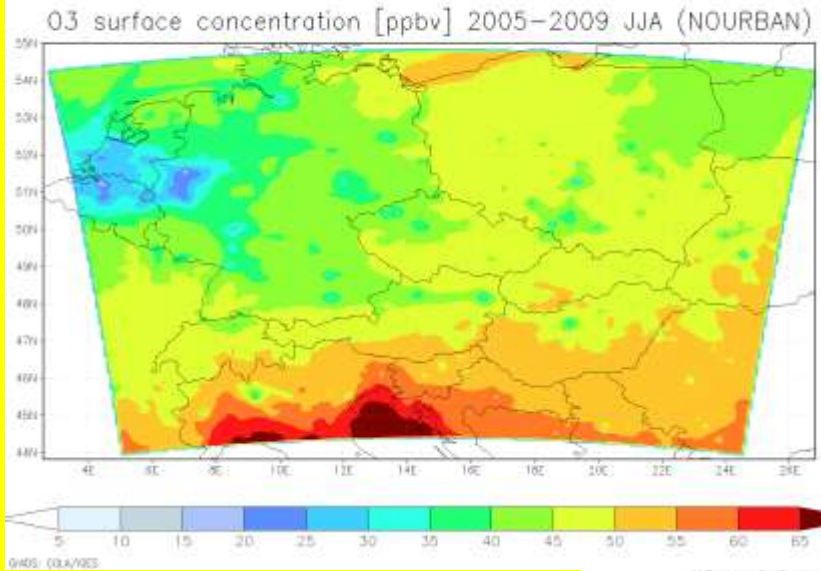 O3 surface concentration [ppbv] 2005-2009 JJA (NOURBAN)
55N
54N
53N
52N
51N
50N
49N
48N
47N
46N
45N
44N
4E 6E 8E 10E 12E 14E 16E 18E 20E 22E 24E 26E
5 10 15 20 25 30 35 40 45 50 55 60 65
GrADS: COLA/IGES